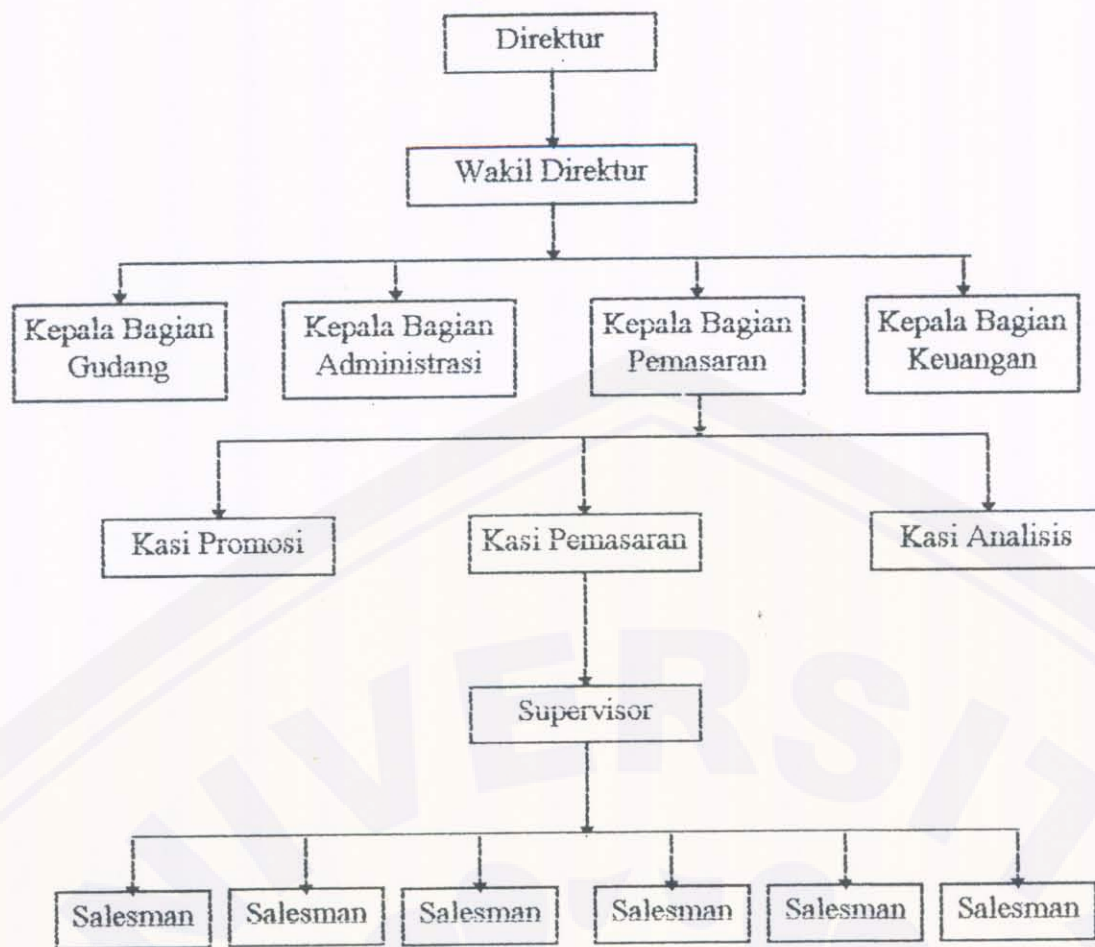 Direktur
Wakil Direktur
Kepala Bagian
Gudang
Kepala Bagian
Administrasi
Kepala Bagian
Pemasaran
Kepala Bagian
Keuangan
Kasi Promosi
Kasi Pemasaran
Kasi Analisis
Supervisor
Salesman
Salesman
Salesman
Salesman
Salesman
Salesman